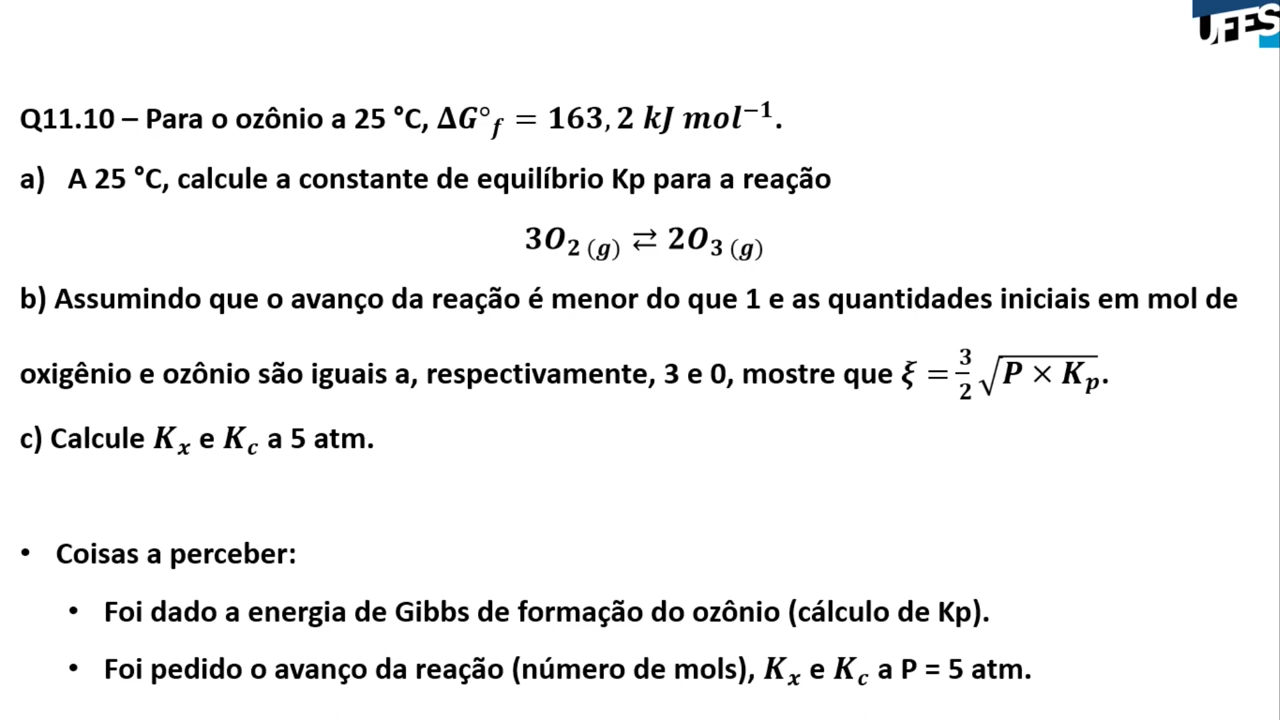 UFES
Q11.10 – Para o ozônio a 25 °C, ΔG°f = 163,2 kJ mol⁻¹.
a) A 25 °C, calcule a constante de equilíbrio Kp para a reação
3O₂ (g) ⇄ 2O₃ (g)
b) Assumindo que o avanço da reação é menor do que 1 e as quantidades iniciais em mol de
oxigênio e ozônio são iguais a, respectivamente, 3 e 0, mostre que ξ = 3/2 √(P × Kₚ).
c) Calcule Kₓ e K_c a 5 atm.
• Coisas a perceber:
• Foi dado a energia de Gibbs de formação do ozônio (cálculo de Kp).
• Foi pedido o avanço da reação (número de mols), Kₓ e K_c a P = 5 atm.